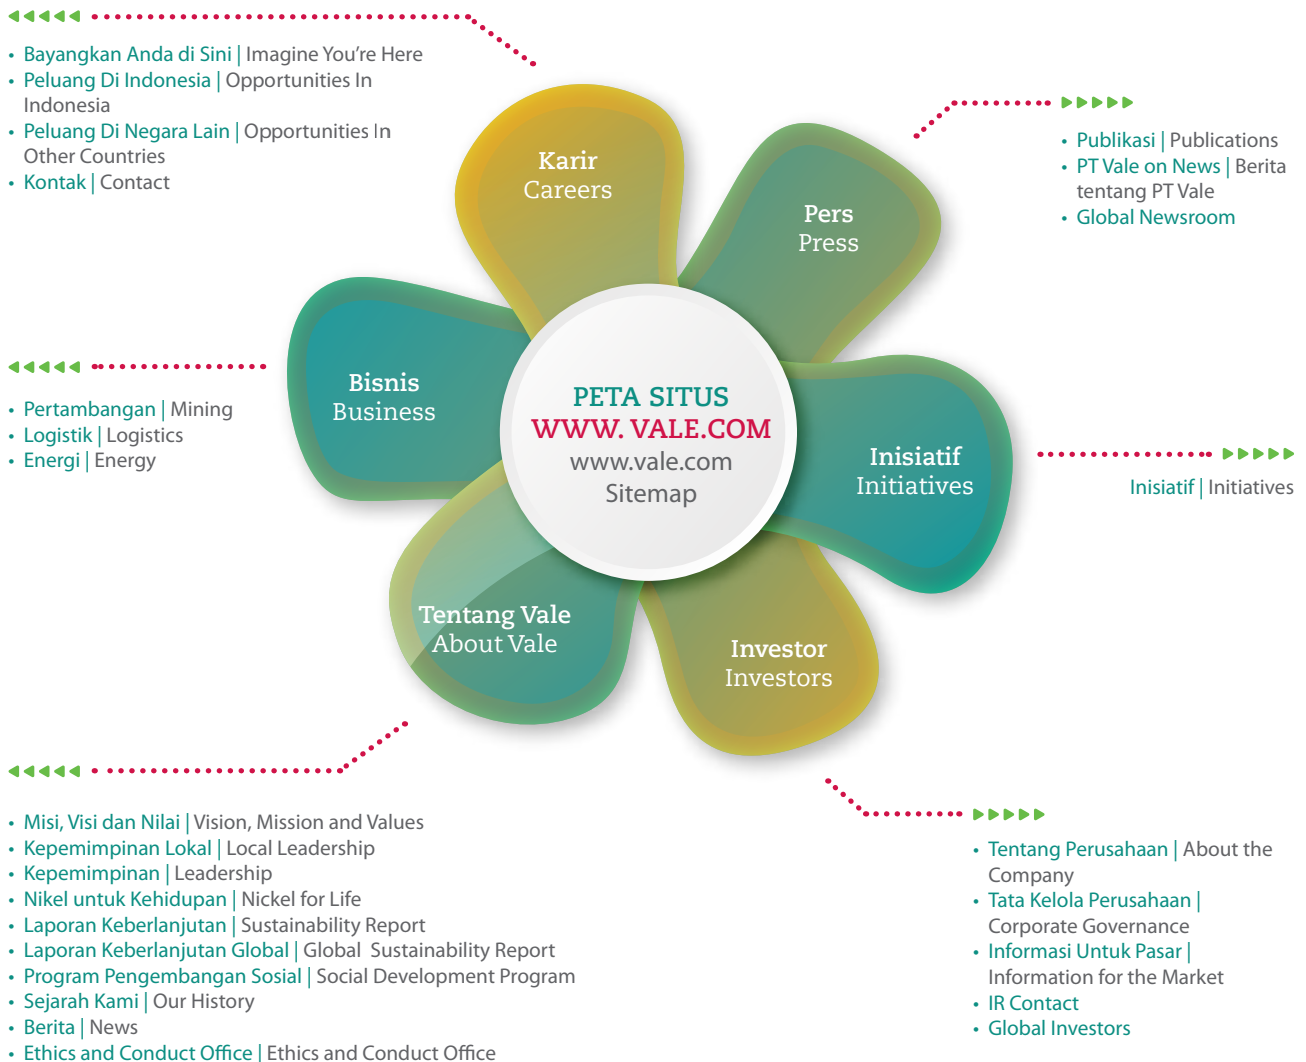 • Bayangkan Anda di Sini | Imagine You're Here
• Peluang Di Indonesia | Opportunities In
Indonesia
• Peluang Di Negara Lain | Opportunities In
Other Countries
• Kontak | Contact
Karir
Careers
Pers
Press
• Publikasi | Publications
• PT Vale on News | Berita
tentang PT Vale
• Global Newsroom
Bisnis
Business
• Pertambangan | Mining
• Logistik | Logistics
• Energi | Energy
PETA SITUS
WWW. VALE.COM
www.vale.com
Sitemap
Inisiatif
Initiatives
Inisiatif | Initiatives
Tentang Vale
About Vale
Investor
Investors
• Misi, Visi dan Nilai | Vision, Mission and Values
• Kepemimpinan Lokal | Local Leadership
• Kepemimpinan | Leadership
• Nikel untuk Kehidupan | Nickel for Life
• Laporan Keberlanjutan | Sustainability Report
• Laporan Keberlanjutan Global | Global  Sustainability Report
• Program Pengembangan Sosial | Social Development Program
• Sejarah Kami | Our History
• Berita | News
• Ethics and Conduct Office | Ethics and Conduct Office
• Tentang Perusahaan | About the
Company
• Tata Kelola Perusahaan |
Corporate Governance
• Informasi Untuk Pasar |
Information for the Market
• IR Contact
• Global Investors